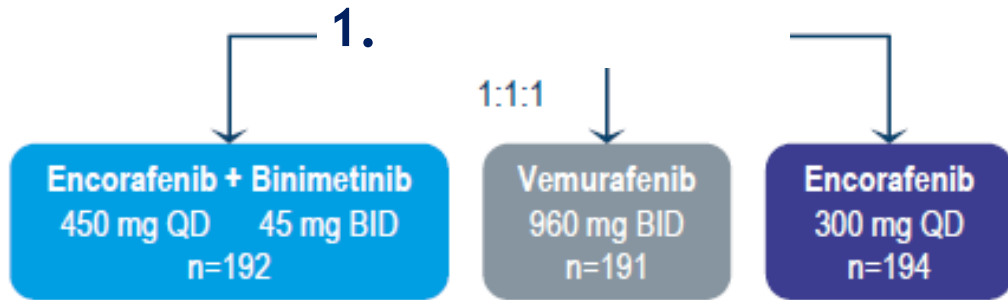 1.
1:1:1
Encorafenib + Binimetinib
450 mg QD 45 mg BID
n=192
Vemurafenib
960 mg BID
n=191
Encorafenib
300 mg QD
n=194